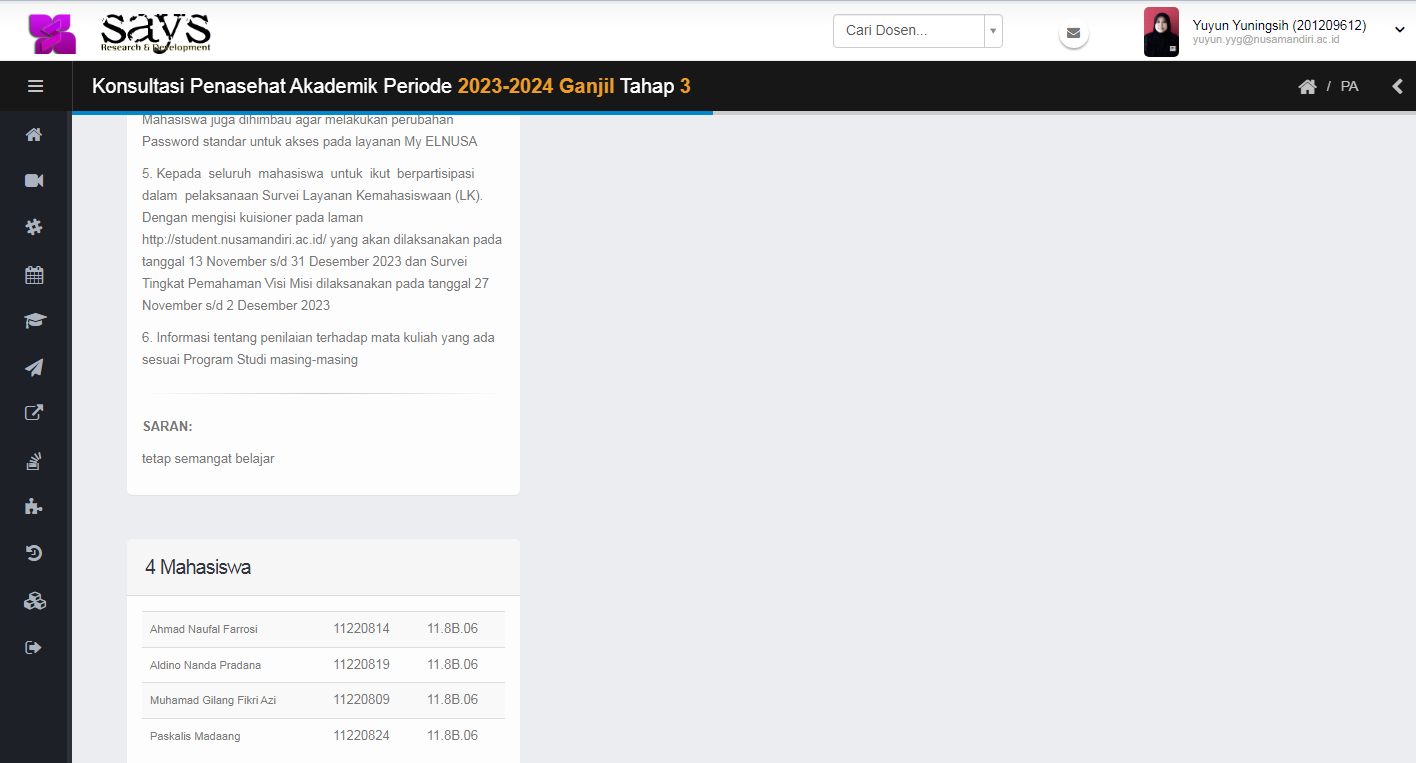 says
Research & Development
Cari Dosen...
Yuyun Yuningsih (201209612)
yuyun.yyg@nusamandiri.ac.id
Konsultasi Penasehat Akademik Periode 2023-2024 Ganjil Tahap 3
/ PA
Mahasiswa juga dihimbau agar melakukan perubahan
Password standar untuk akses pada layanan My ELNUSA
5. Kepada seluruh mahasiswa untuk ikut berpartisipasi
dalam pelaksanaan Survei Layanan Kemahasiswaan (LK).
Dengan mengisi kuisioner pada laman
http://student.nusamandiri.ac.id/ yang akan dilaksanakan pada
tanggal 13 November s/d 31 Desember 2023 dan Survei
Tingkat Pemahaman Visi Misi dilaksanakan pada tanggal 27
November s/d 2 Desember 2023
6. Informasi tentang penilaian terhadap mata kuliah yang ada
sesuai Program Studi masing-masing
SARAN:
tetap semangat belajar
4 Mahasiswa
Ahmad Naufal Farrosi 11220814 11.8B.06
Aldino Nanda Pradana 11220819 11.8B.06
Muhamad Gilang Fikri Azi 11220809 11.8B.06
Paskalis Madaang 11220824 11.8B.06